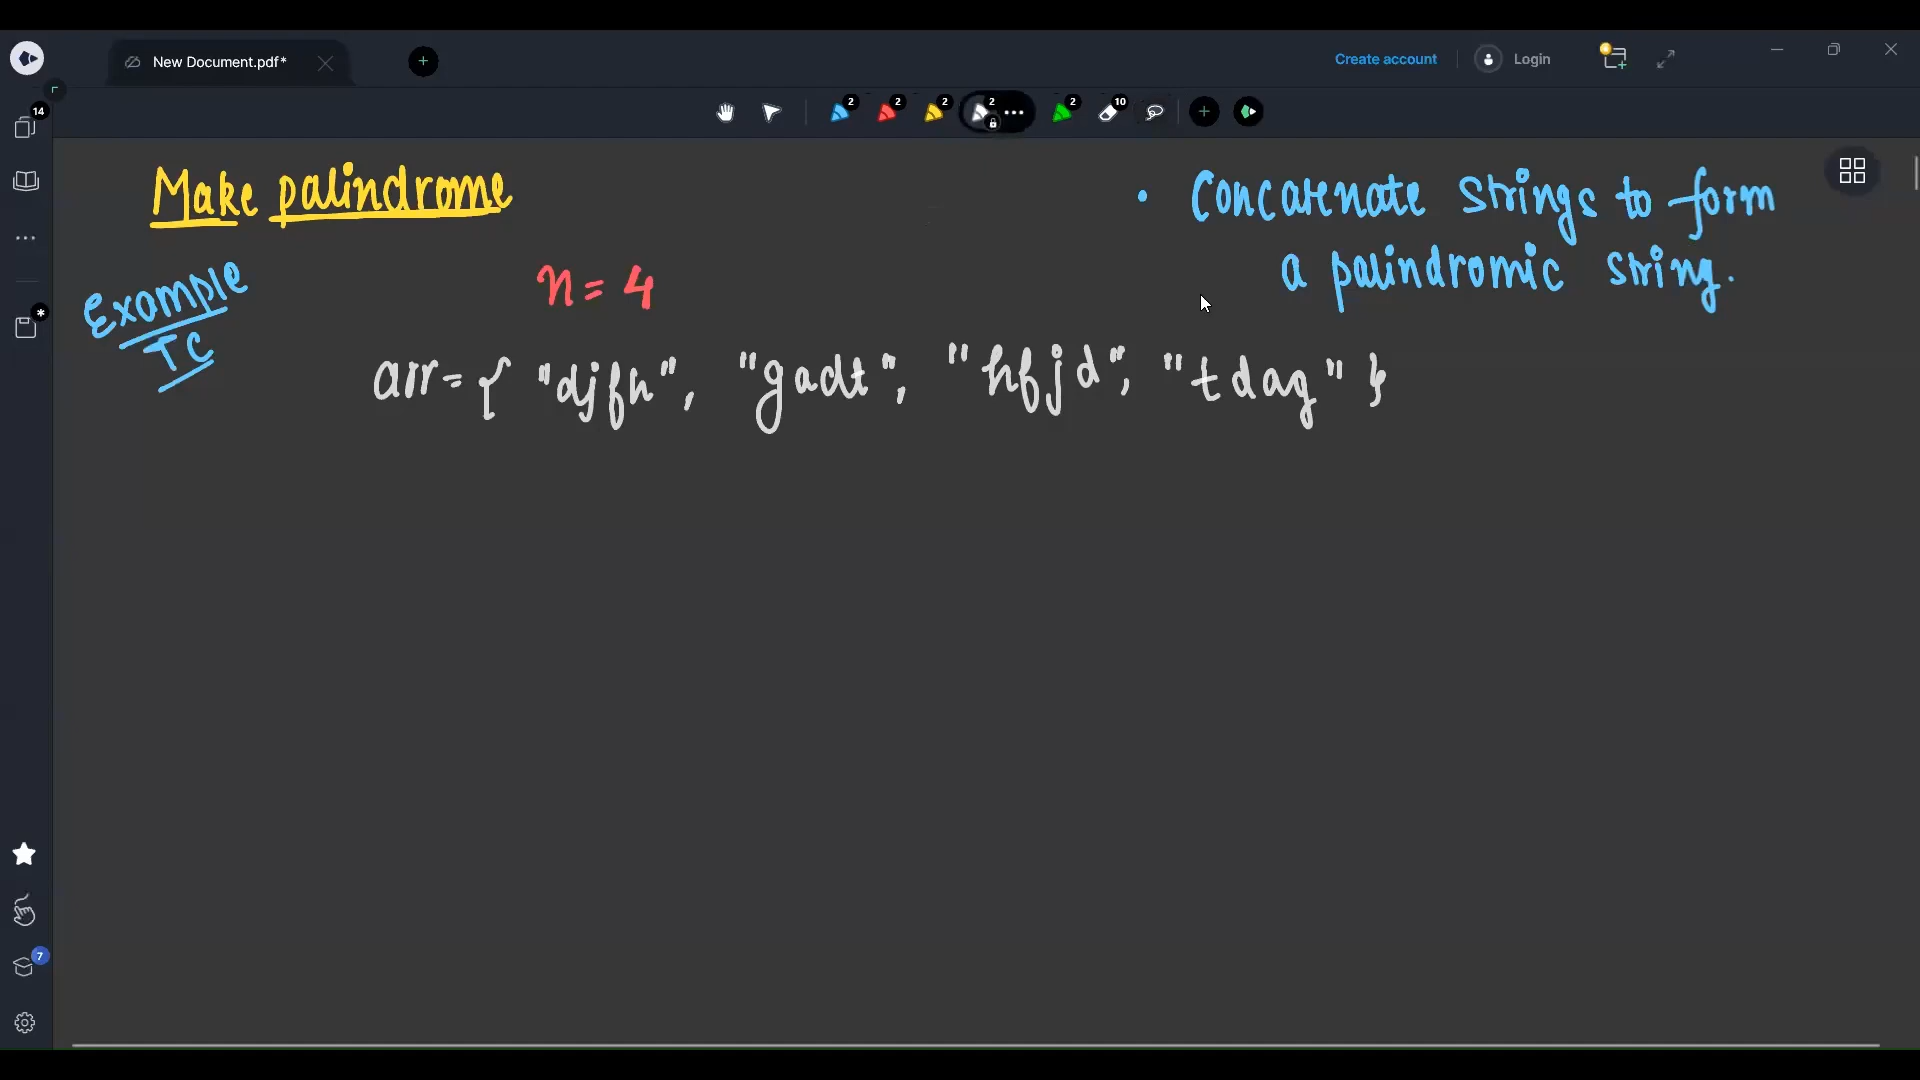 New Document.pdf*
Create account
Login
14
2
2
2
2
2
10
Make palindrome
• Concatenate strings to form
a palindromic string.
Example
TC
n = 4
arr = { "djfh", "gadt", "hfjd", "tdag" }
*
7